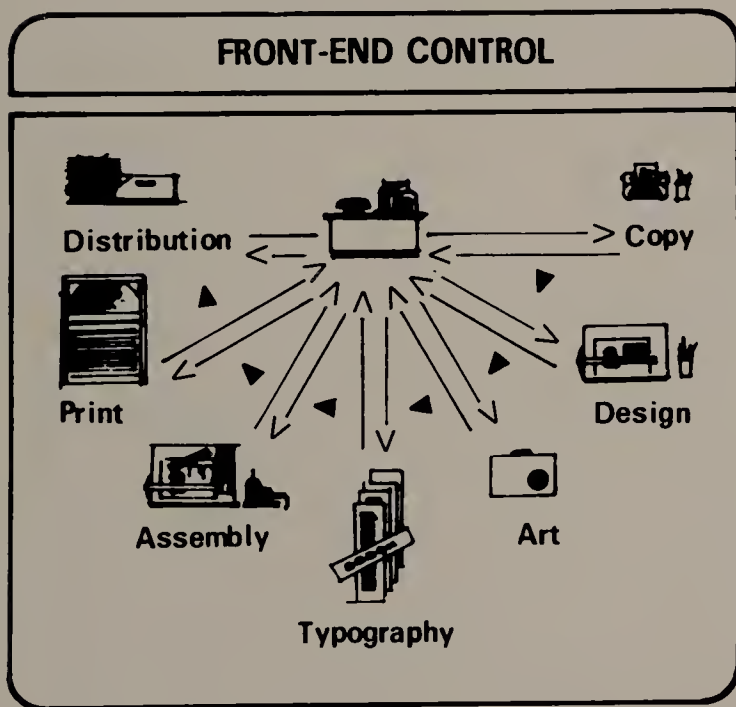 FRONT-END CONTROL
Distribution
Copy
Print
Design
Assembly
Art
Typography